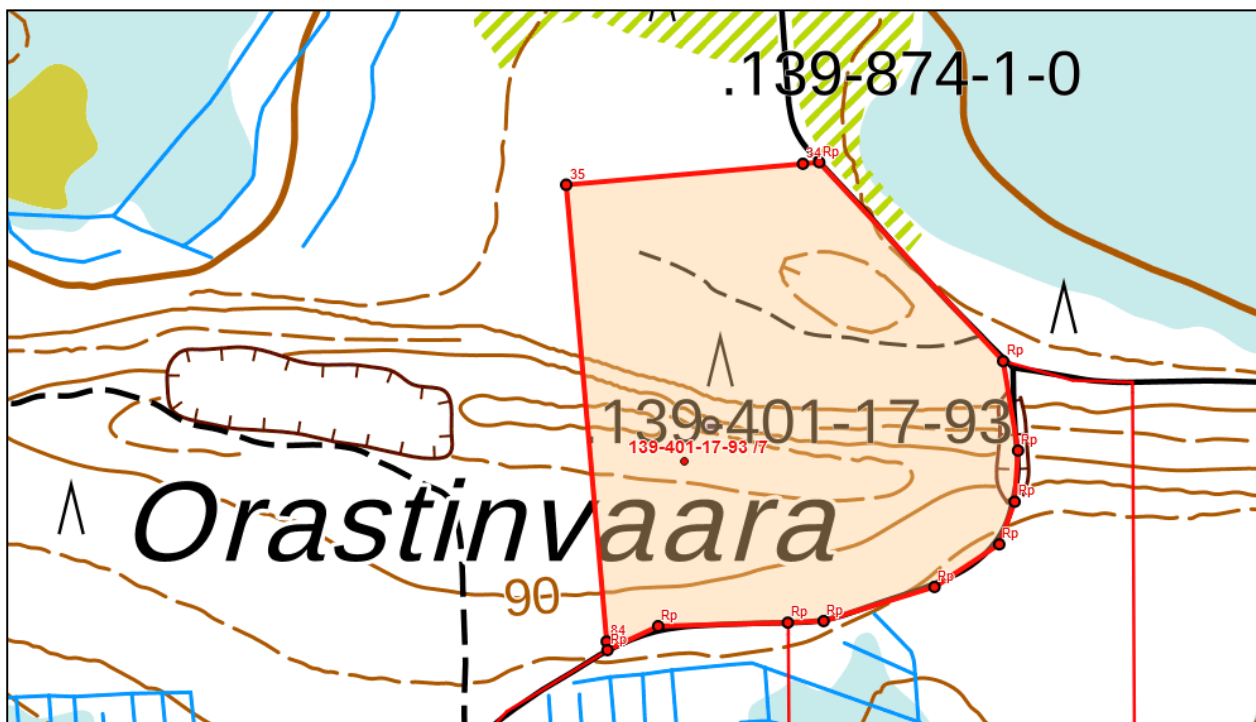 .139-874-1-0
34 Rp
35
Rp
.139-401-17-93
Rp
139-401-17-93 /7
Orastinvaara
Rp
Rp
Rp
90
Rp
Rp
Rp
84
Rp